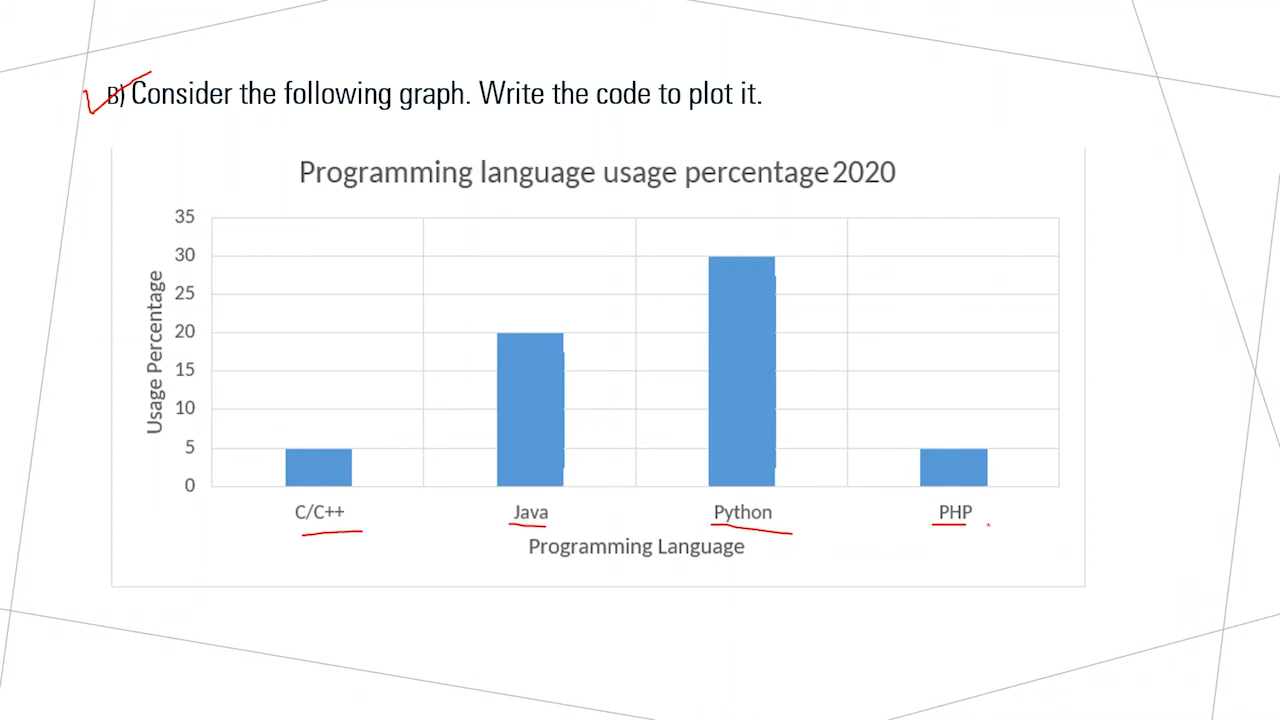 B) Consider the following graph. Write the code to plot it.
Programming language usage percentage 2020
35
30
25
20
15
10
5
0
Usage Percentage
C/C++ Java Python PHP
Programming Language